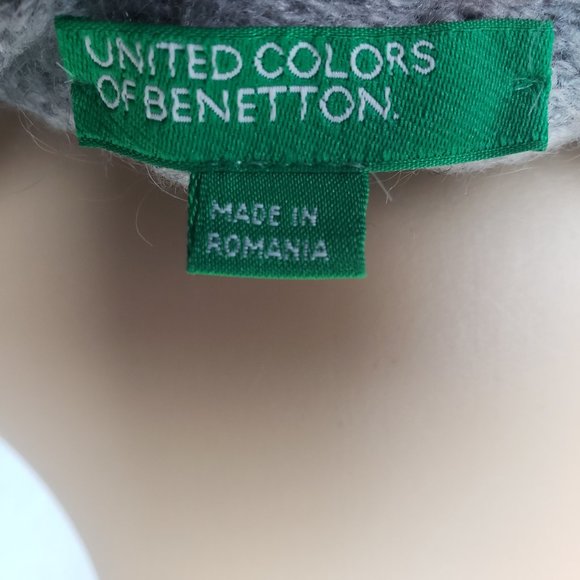 UNITED COLORS
OF BENETTON.
MADE IN
ROMANIA